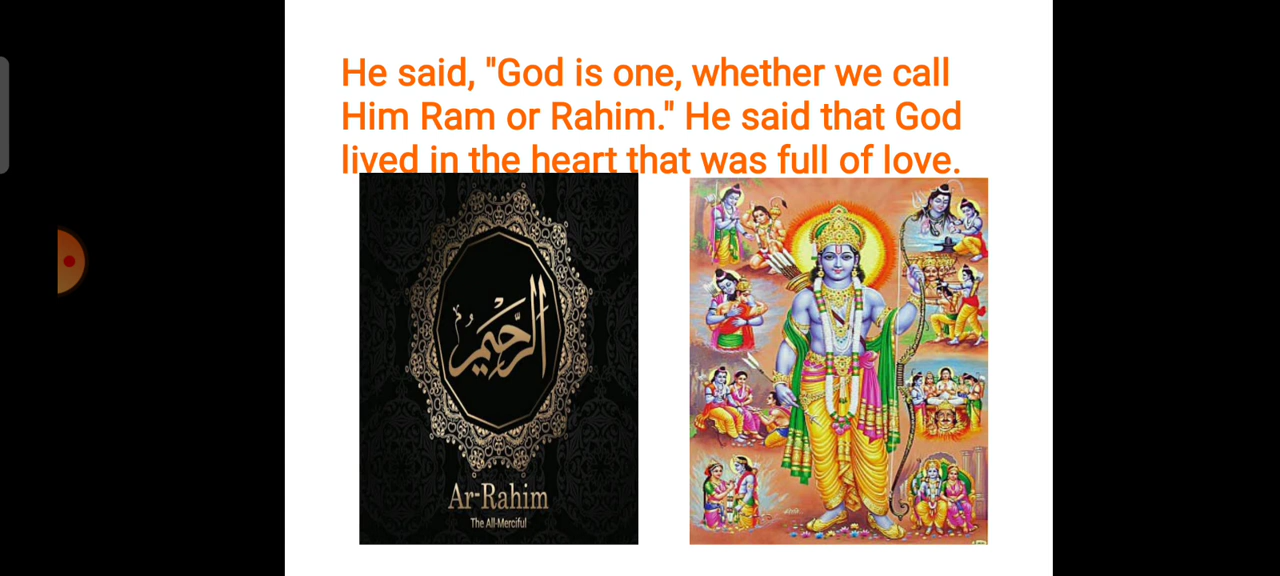 He said, "God is one, whether we call
Him Ram or Rahim." He said that God
lived in the heart that was full of love.
الرَّحِيمُ
Ar-Rahim
The All-Merciful